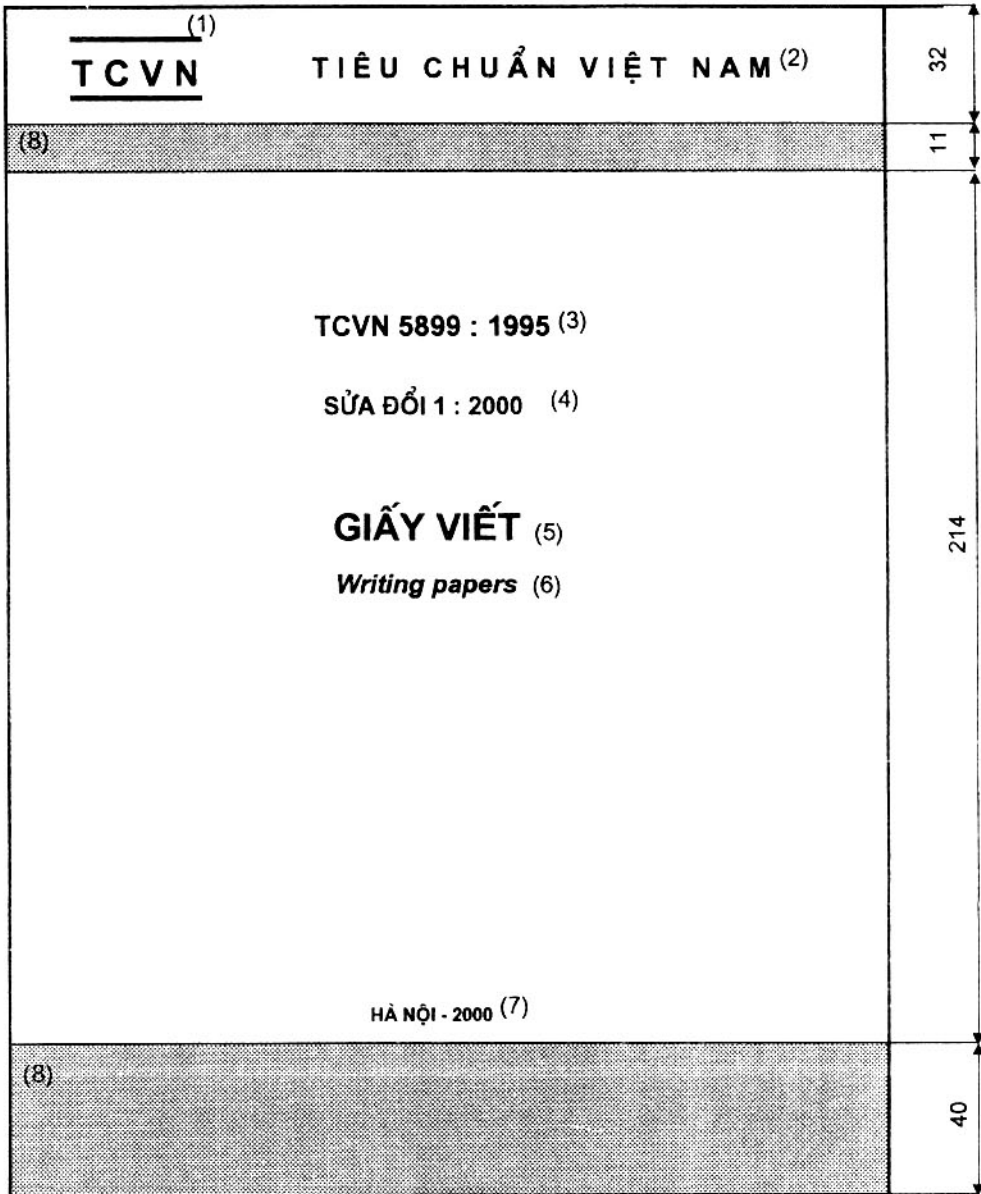 (1)
TCVN TIÊU CHUẨN VIỆT NAM (2)
32
(8)
11
TCVN 5899 : 1995 (3)
SỬA ĐỔI 1 : 2000 (4)
GIẤY VIẾT (5)
Writing papers (6)
214
HÀ NỘI - 2000 (7)
(8)
40